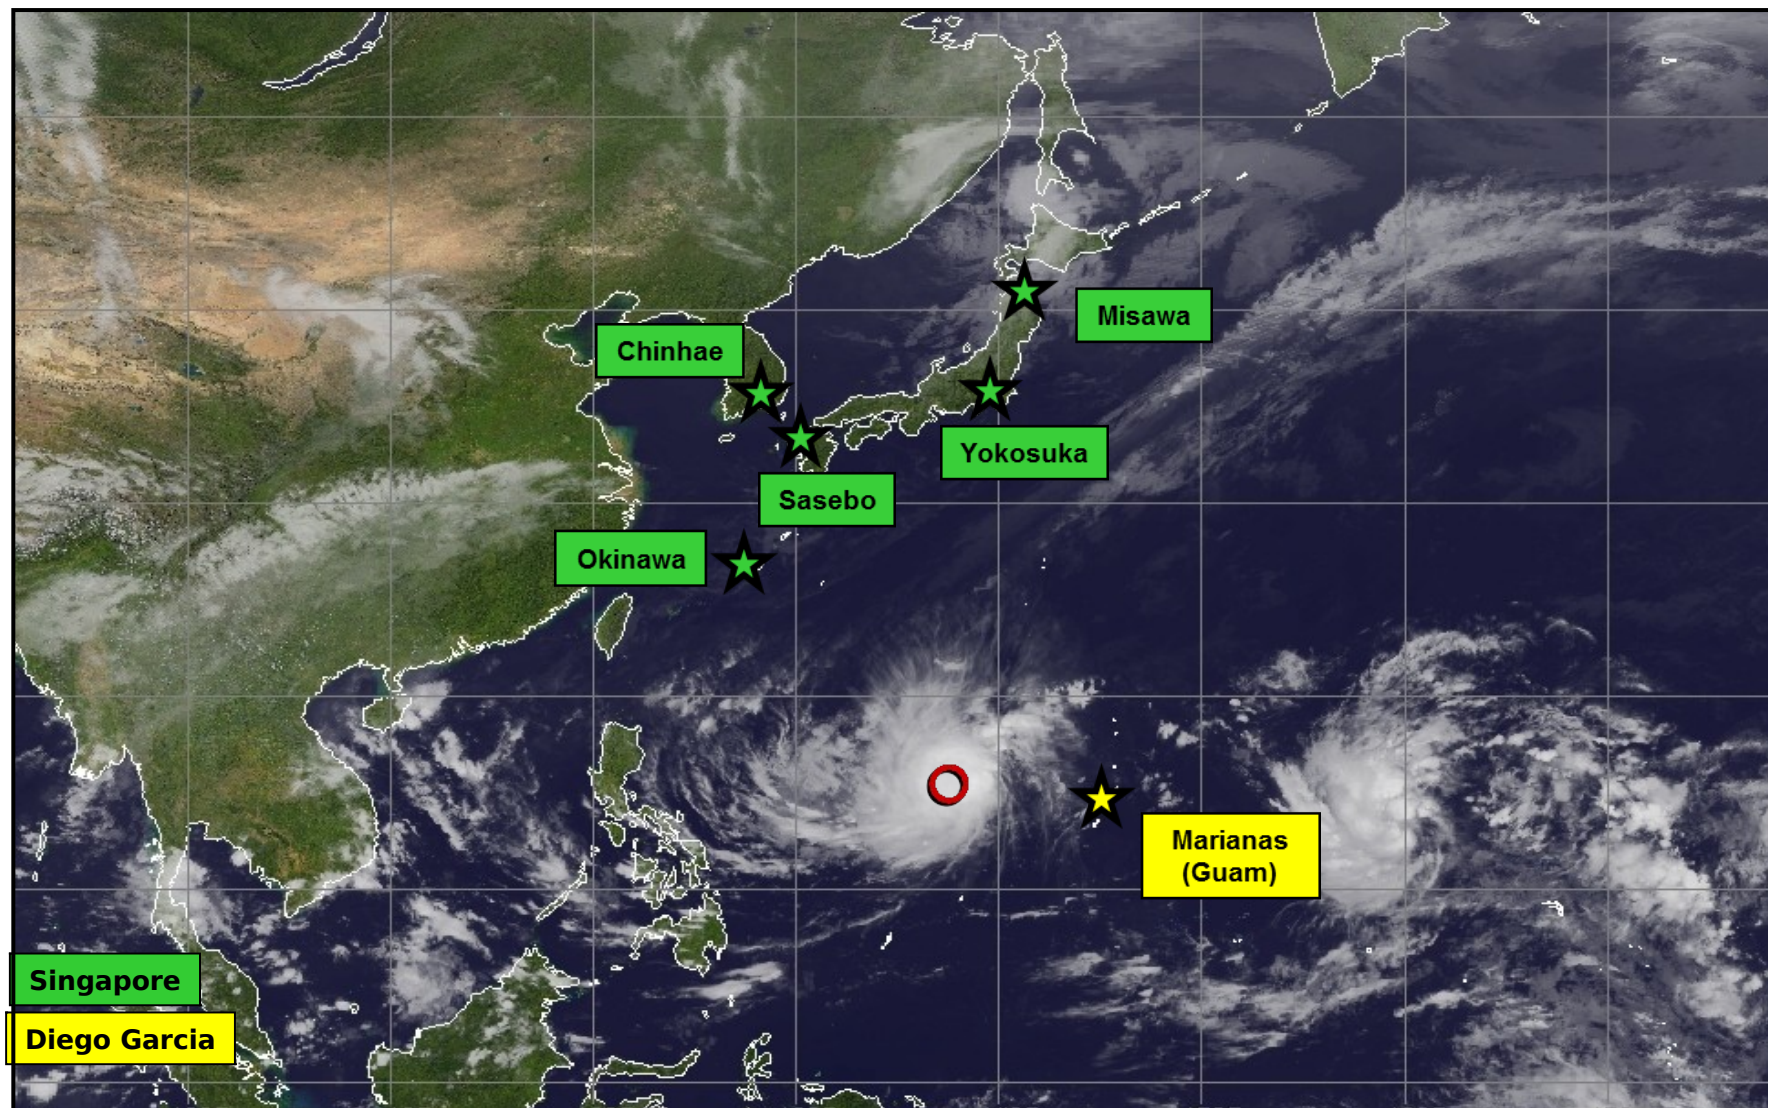 Misawa
Chinhae
Yokosuka
Sasebo
Okinawa
Marianas
(Guam)
Singapore
Diego Garcia